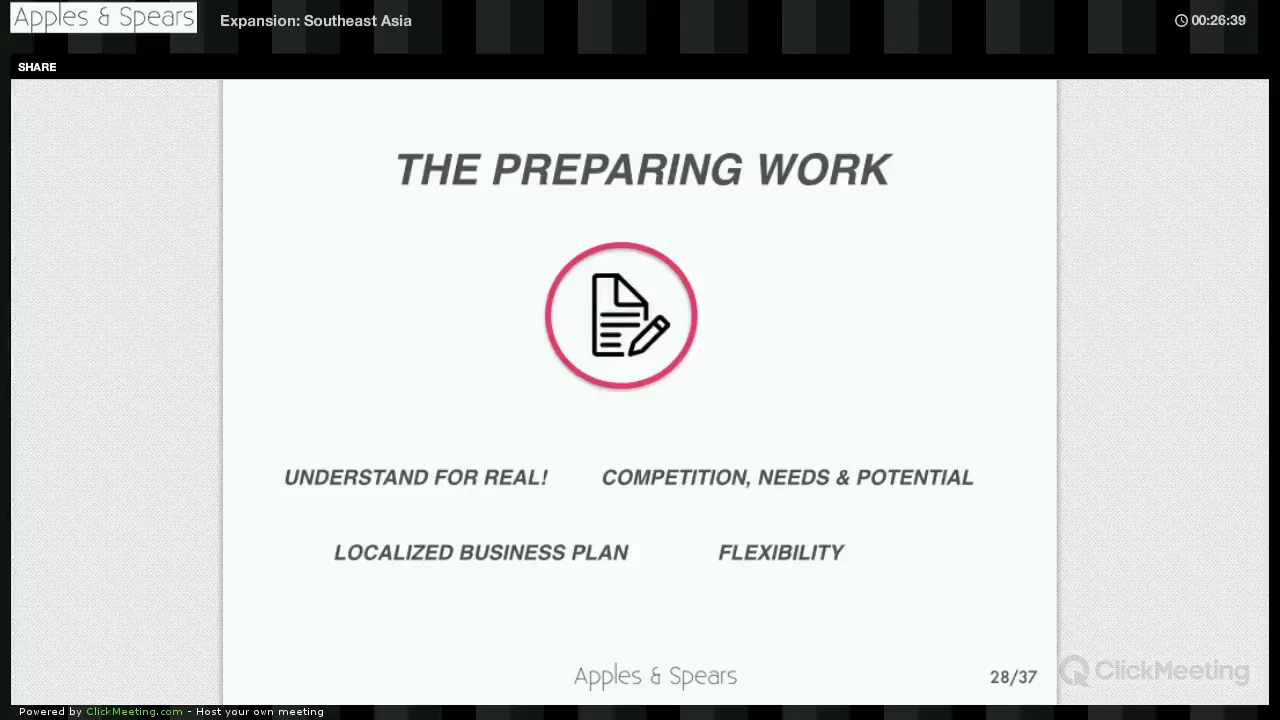 Apples & Spears
Expansion: Southeast Asia
00:26:39
SHARE
THE PREPARING WORK
UNDERSTAND FOR REAL!
COMPETITION, NEEDS & POTENTIAL
LOCALIZED BUSINESS PLAN
FLEXIBILITY
Apples & Spears
28/37
ClickMeeting
Powered by ClickMeeting.com - Host your own meeting